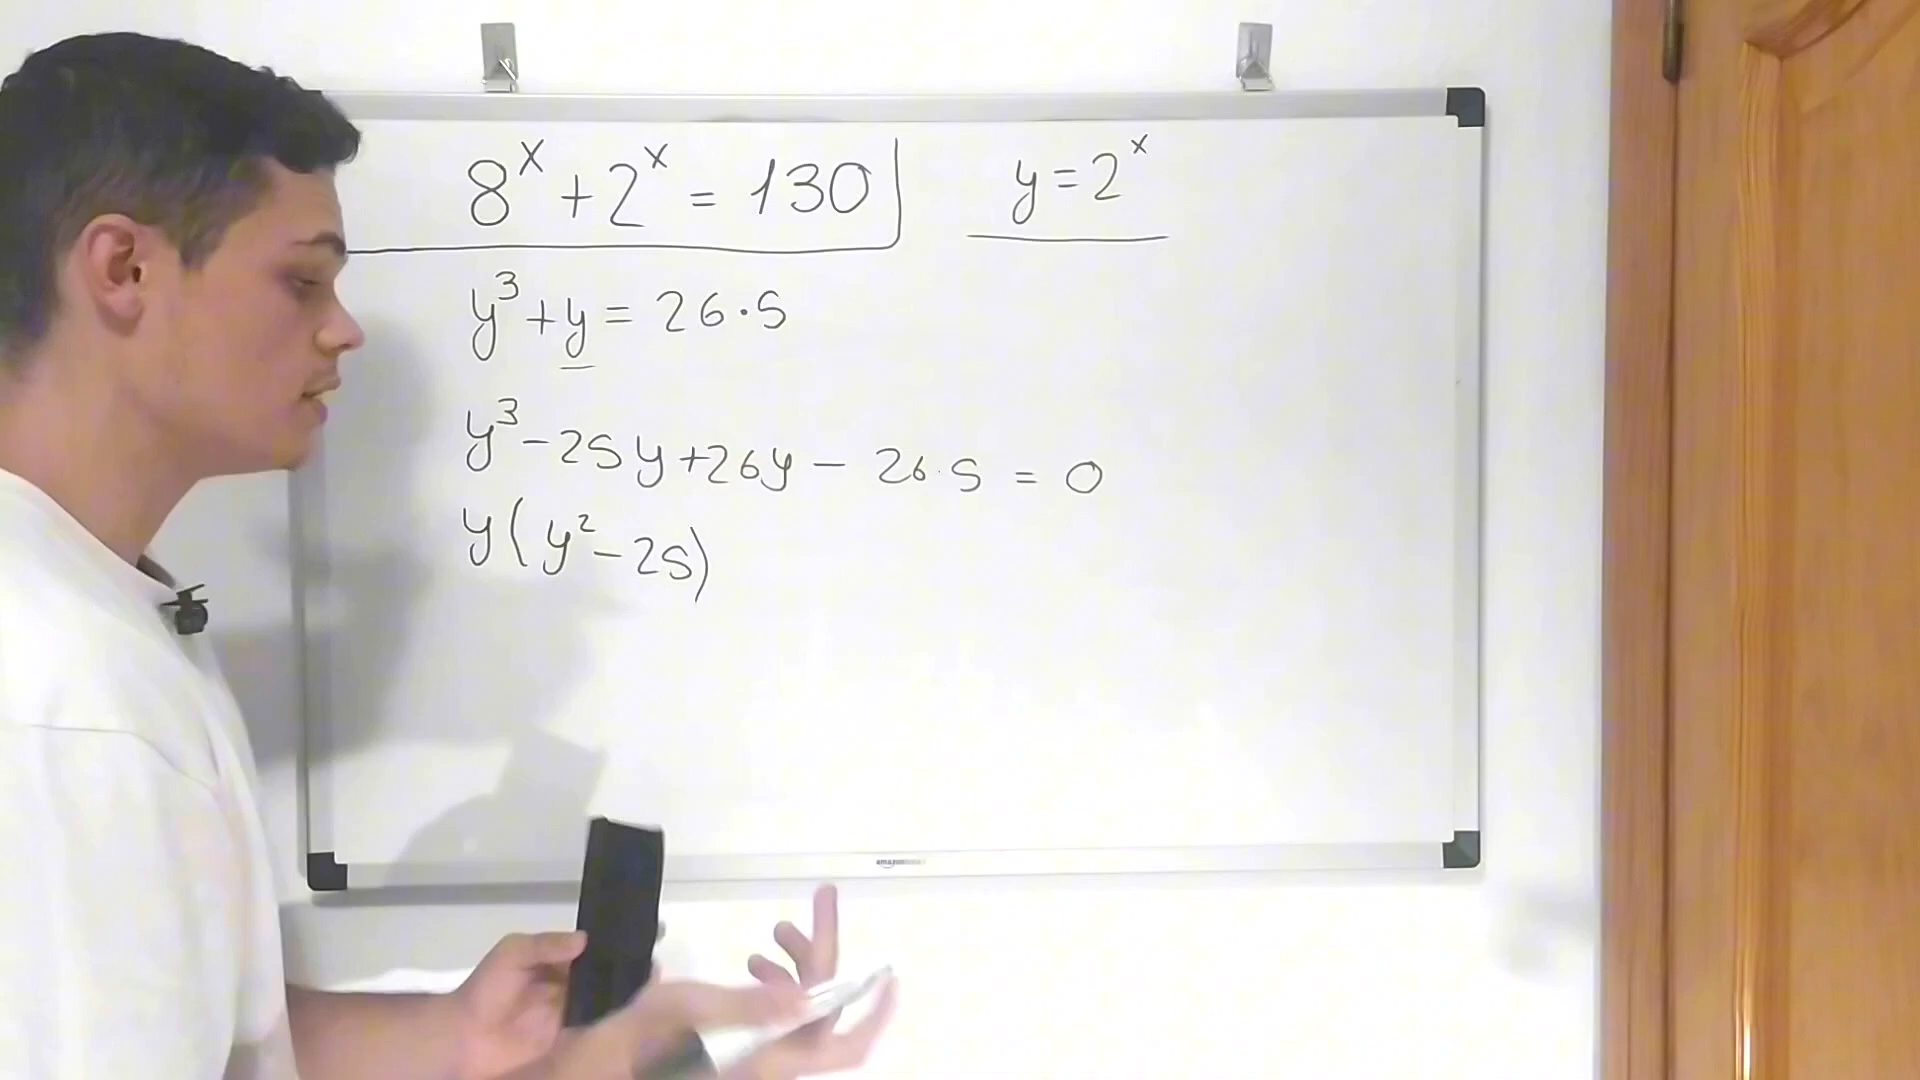 8^x + 2^x = 130
y = 2^x
y^3 + y = 26·5
y^3 - 25y + 26y - 26·5 = 0
y(y^2 - 25)